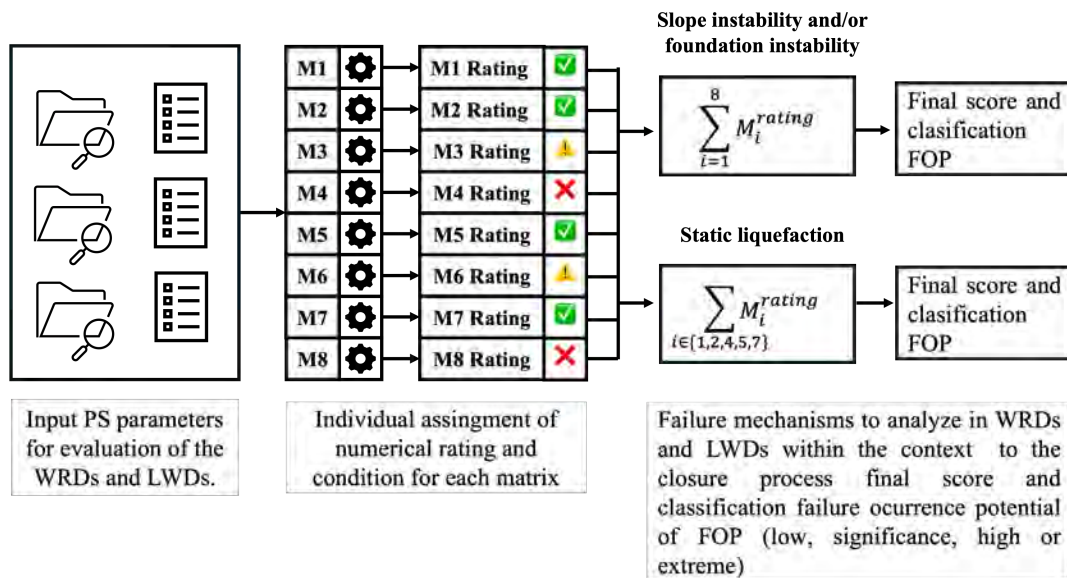 Slope instability and/or
foundation instability
M1 M1 Rating
M2 M2 Rating
M3 M3 Rating
M4 M4 Rating
M5 M5 Rating
M6 M6 Rating
M7 M7 Rating
M8 M8 Rating
8
∑ M_i^{rating}
i=1
Final score and
clasification
FOP
Static liquefaction
∑ M_i^{rating}
i∈{1,2,4,5,7}
Final score and
clasification
FOP
Input PS parameters
for evaluation of the
WRDs and LWDs.
Individual assingment of
numerical rating and
condition for each matrix
Failure mechanisms to analyze in WRDs
and LWDs within the context to the
closure process final score and
classification failure ocurrence potential
of FOP (low, significance, high or
extreme)